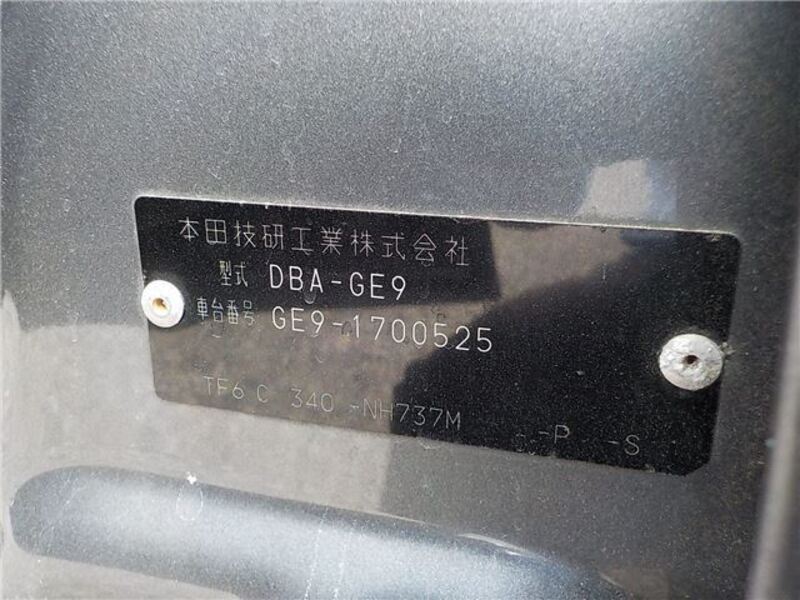 本田技研工業株式会社
型式 DBA-GE9
車台番号 GE9-1700525
TF6 C 340 -NH737M -P -S